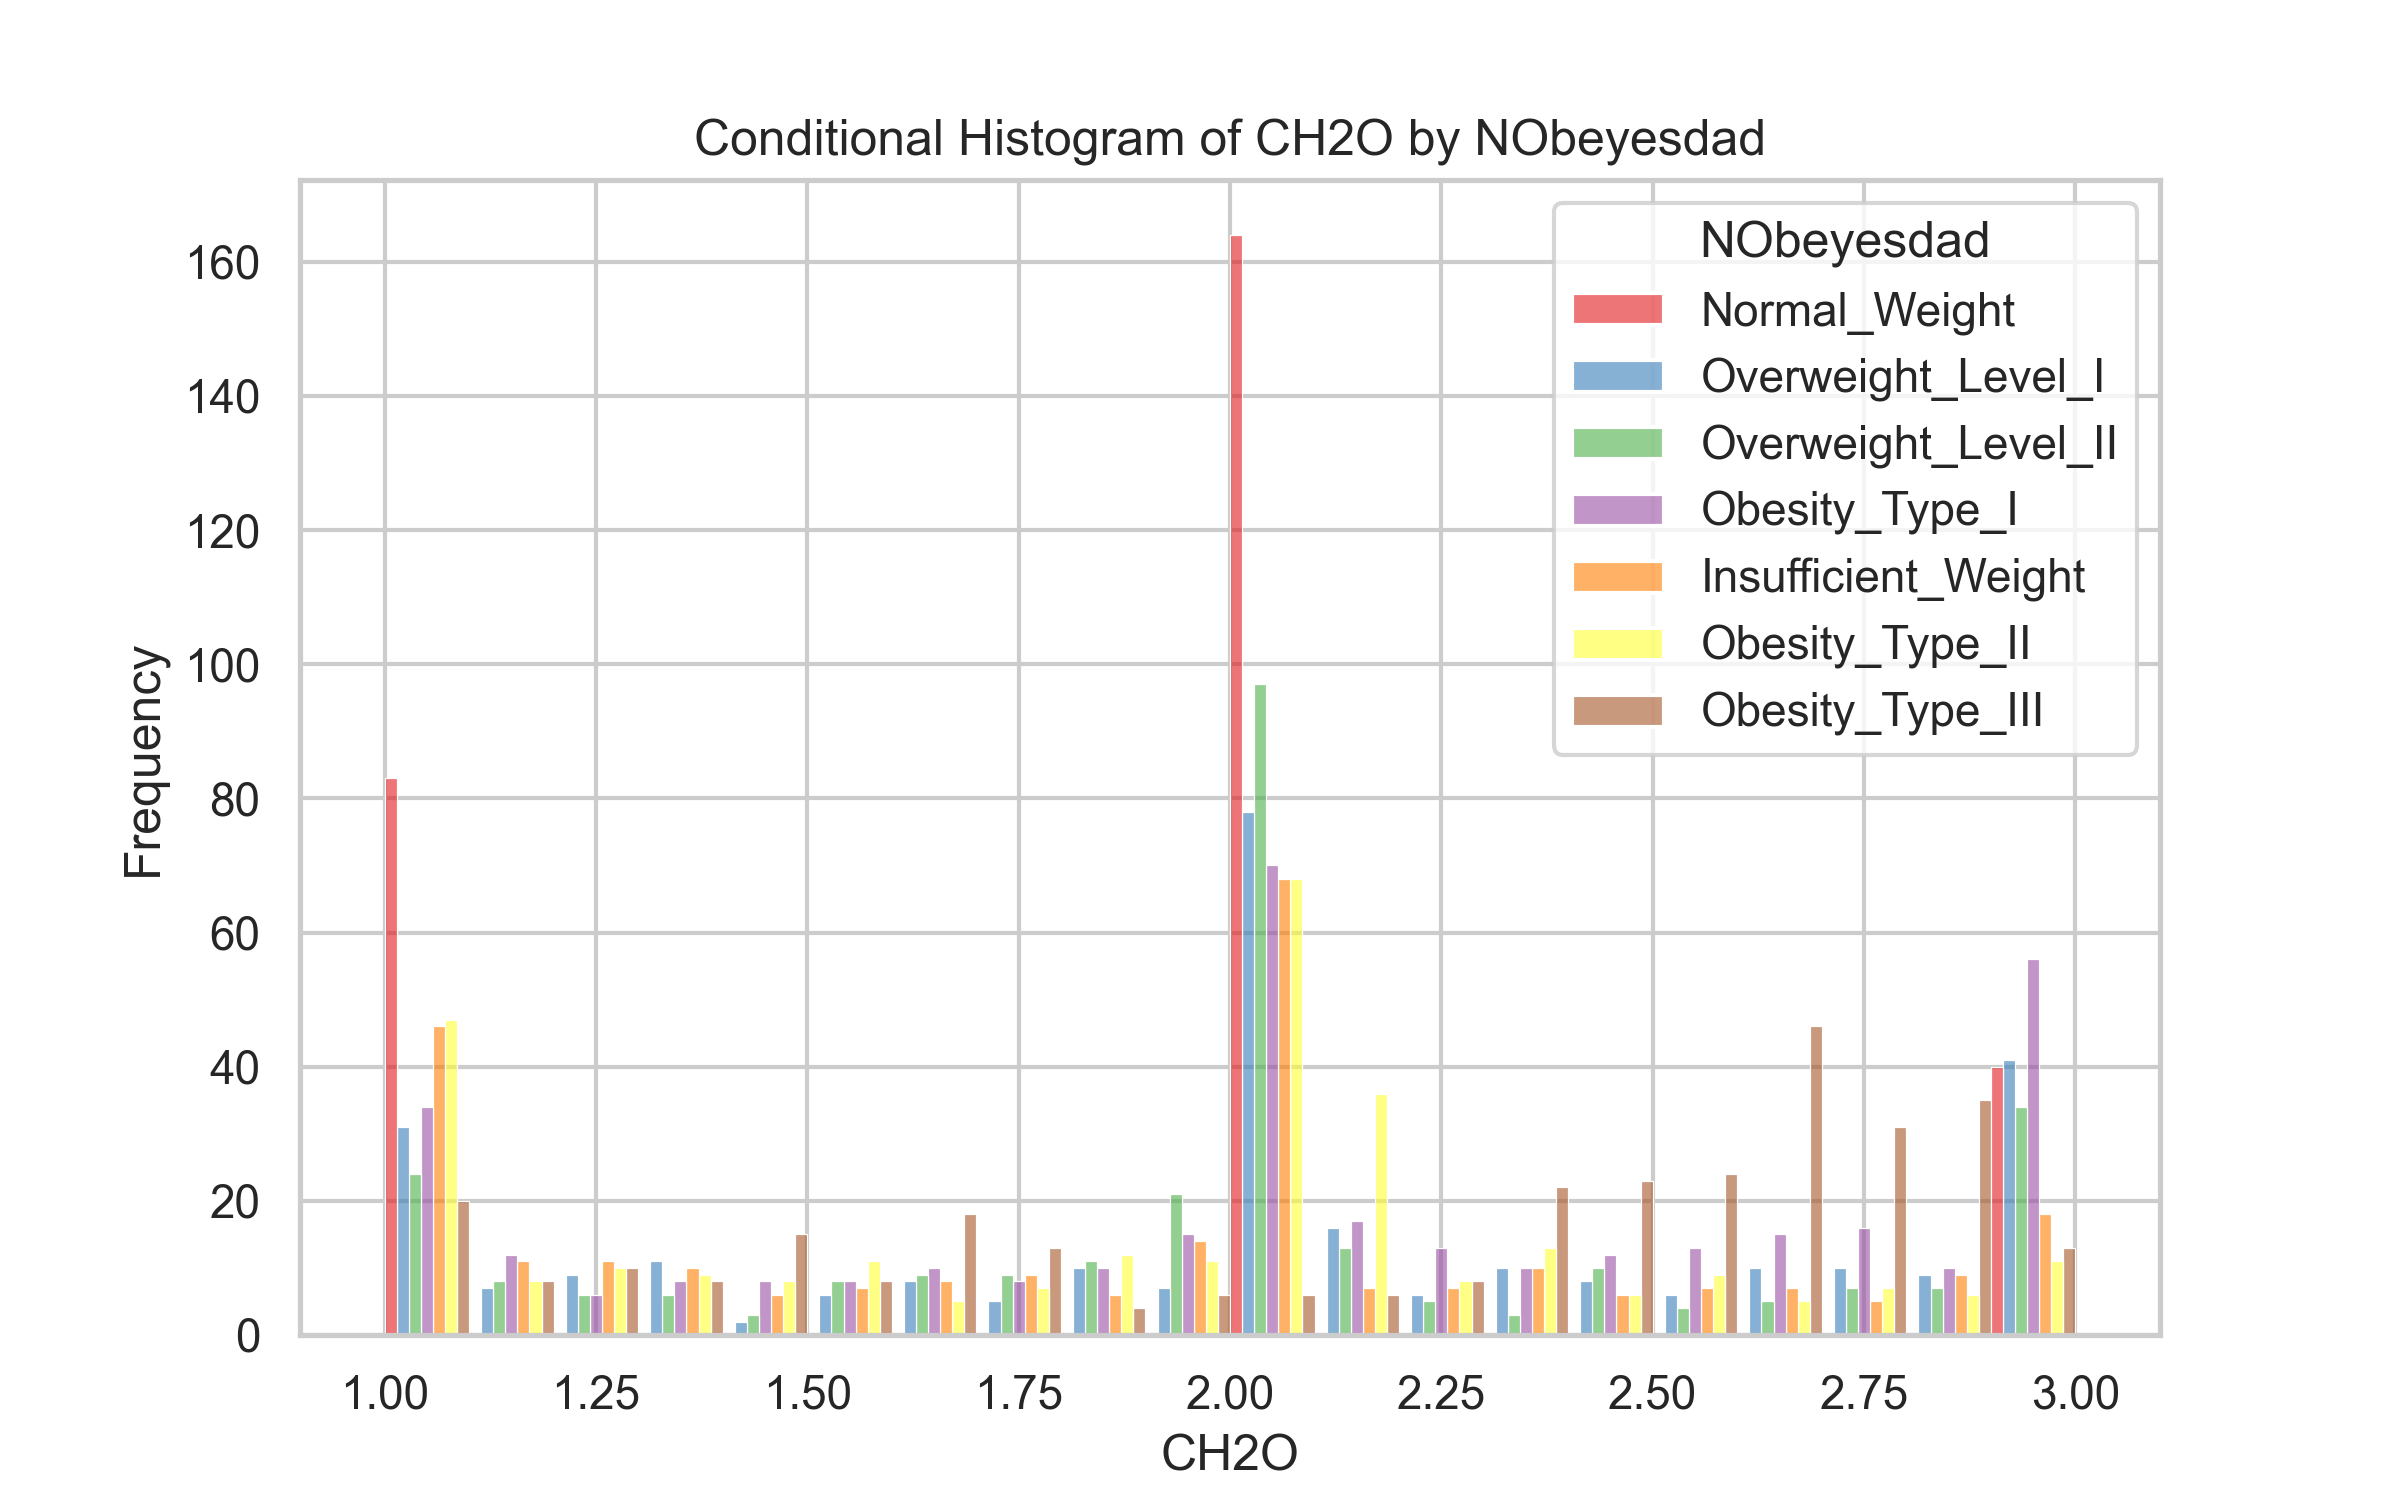 Conditional Histogram of CH2O by NObeyesdad
NObeyesdad
Normal_Weight
Overweight_Level_I
Overweight_Level_II
Obesity_Type_I
Insufficient_Weight
Obesity_Type_II
Obesity_Type_III
Frequency
160
140
120
100
80
60
40
20
0
1.00 1.25 1.50 1.75 2.00 2.25 2.50 2.75 3.00
CH2O